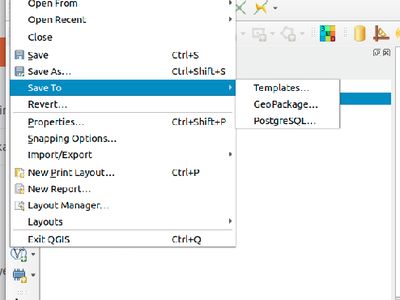 Open From
Open Recent
Close
Save Ctrl+S
Save As... Ctrl+Shift+S
Save To
Templates...
GeoPackage...
PostgreSQL...
Revert...
Properties... Ctrl+Shift+P
Snapping Options...
Import/Export
New Print Layout... Ctrl+P
New Report...
Layout Manager...
Layouts
Exit QGIS Ctrl+Q